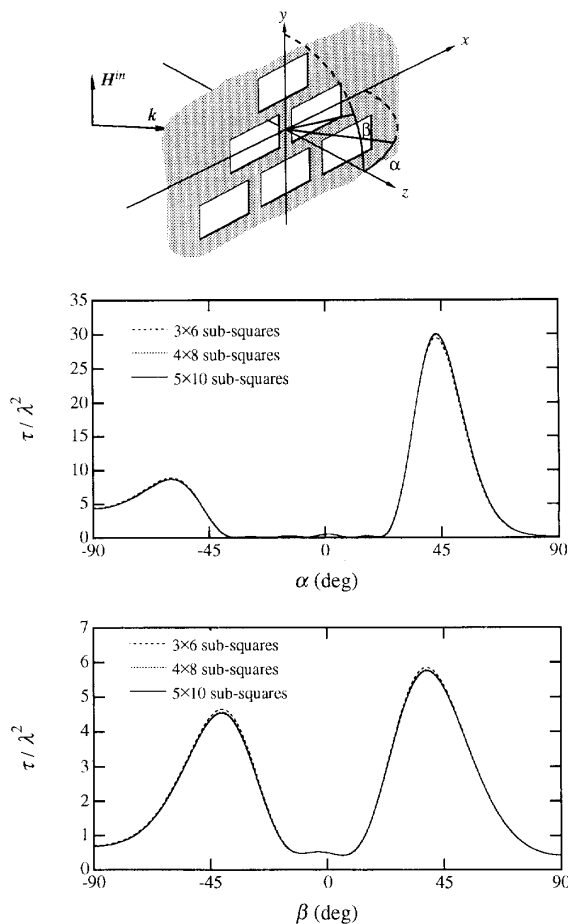 y
x
H^in
k
β
α
z
35
30
25
20
15
10
5
0
τ / λ²
3×6 sub-squares
4×8 sub-squares
5×10 sub-squares
-90 -45 0 45 90
α (deg)
7
6
5
4
3
2
1
0
τ / λ²
3×6 sub-squares
4×8 sub-squares
5×10 sub-squares
-90 -45 0 45 90
β (deg)